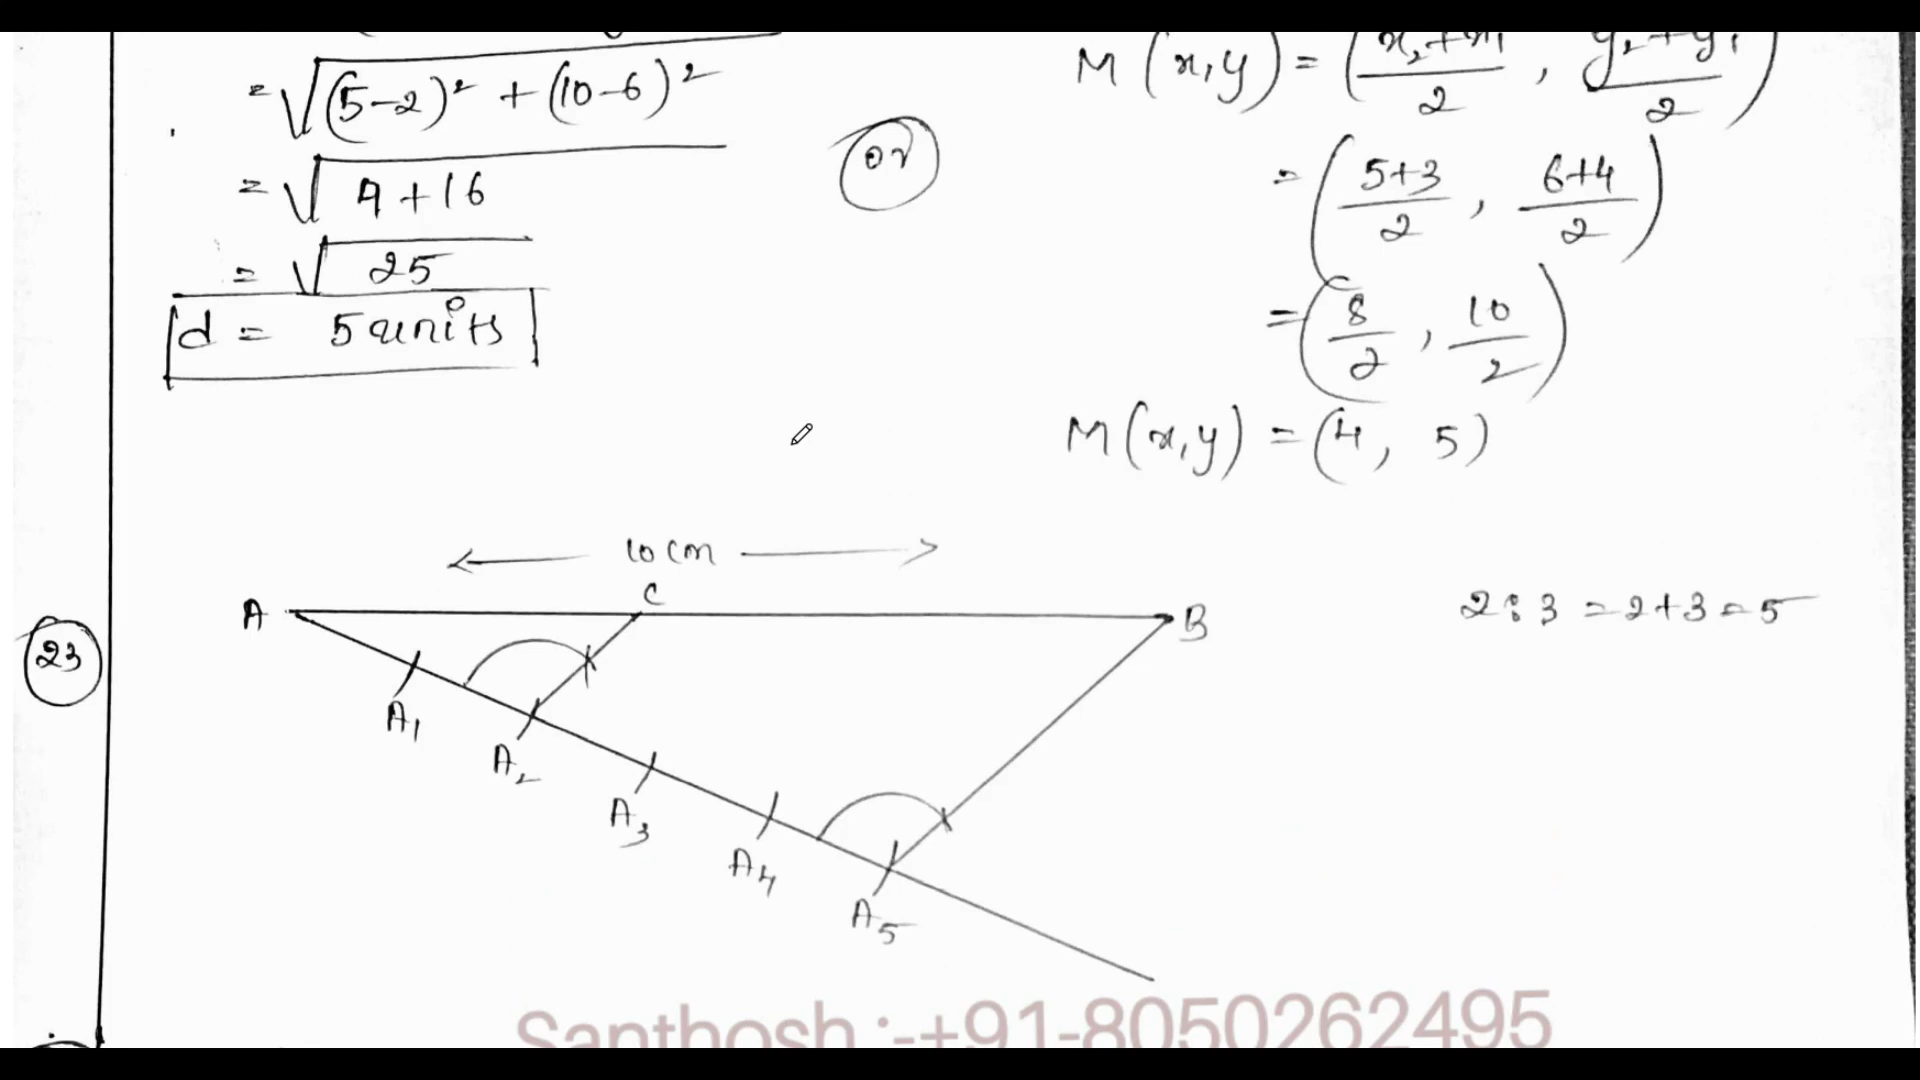 = √(5-2)² + (10-6)²
= √9+16
= √25
d = 5 units
or
M(x,y) = (x₂+x₁/2, y₂+y₁/2)
= (5+3/2, 6+4/2)
= (8/2, 10/2)
M(x,y) = (4, 5)
23
10 cm
A C B
2:3 = 2+3 = 5
A₁
A₂
A₃
A₄
A₅
Santhosh :-+91-8050262495